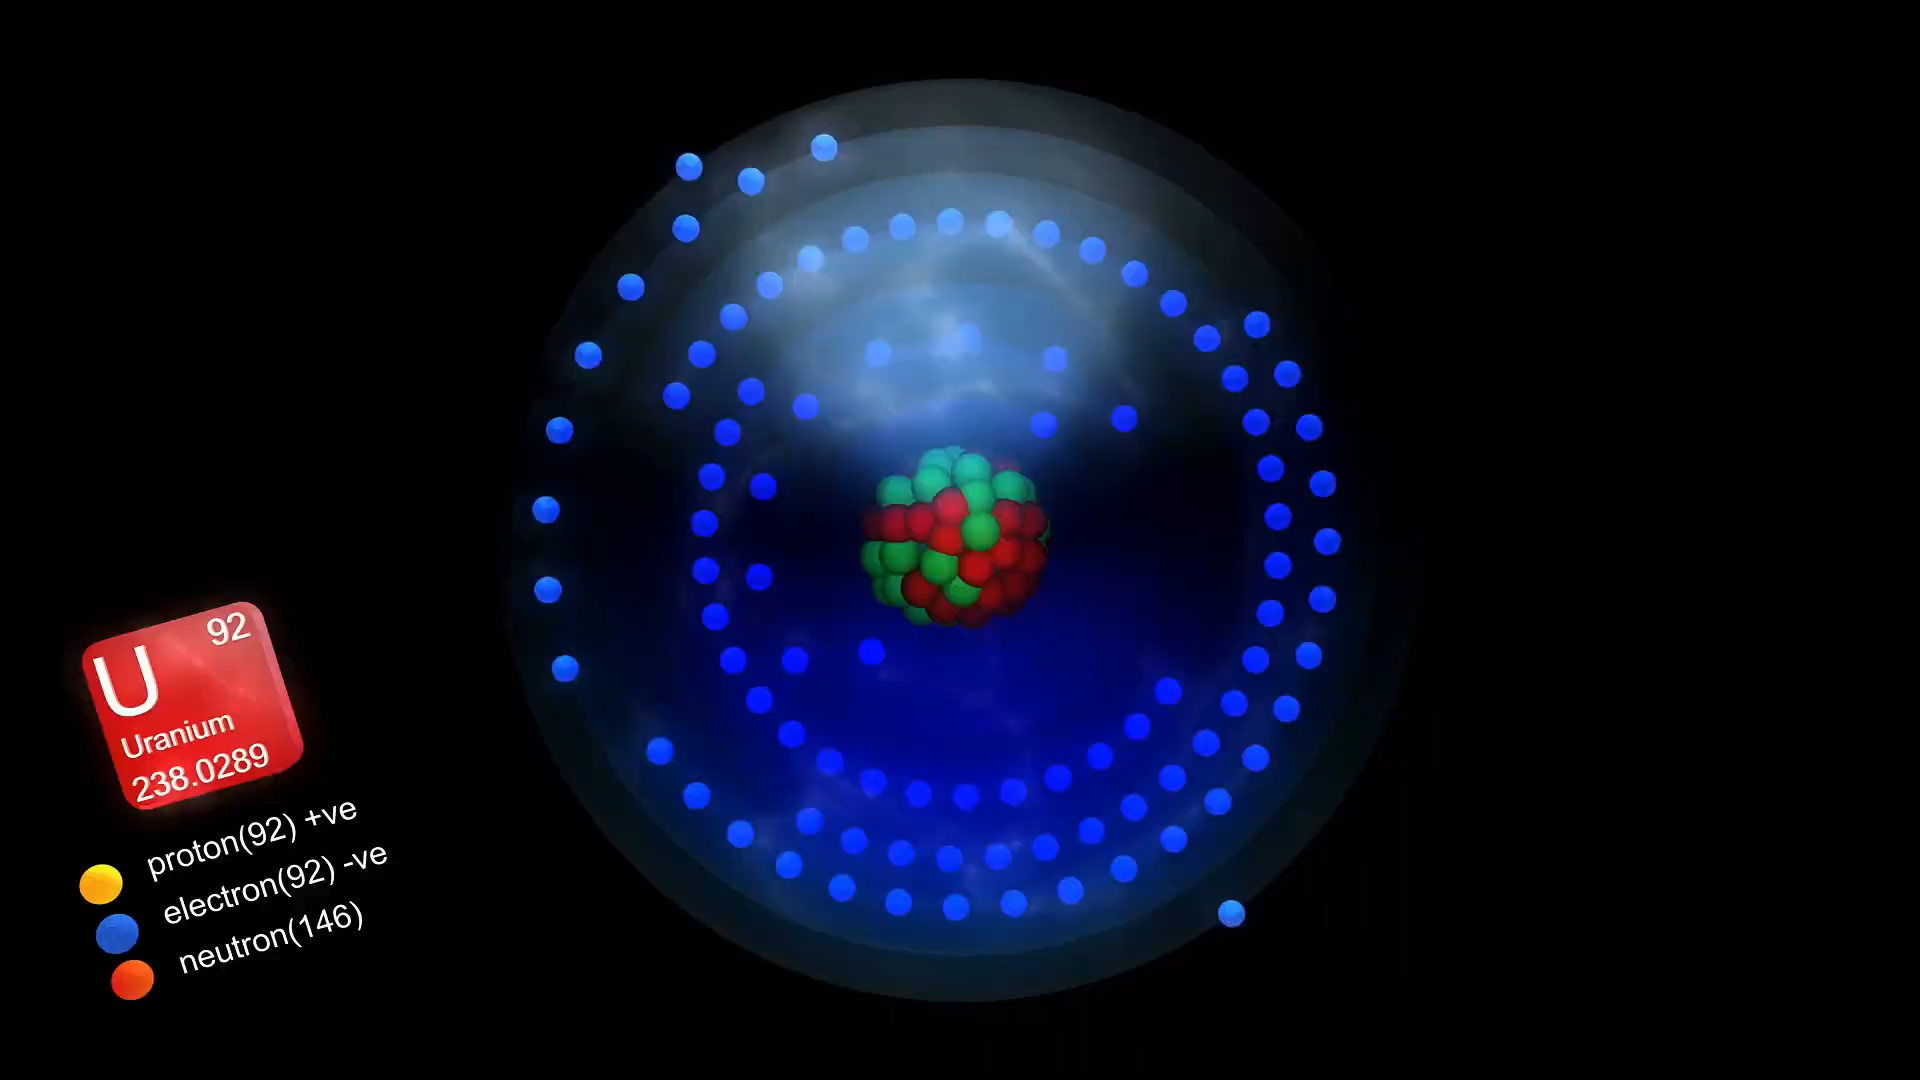 92
U
Uranium
238.0289
proton(92) +ve
electron(92) -ve
neutron(146)